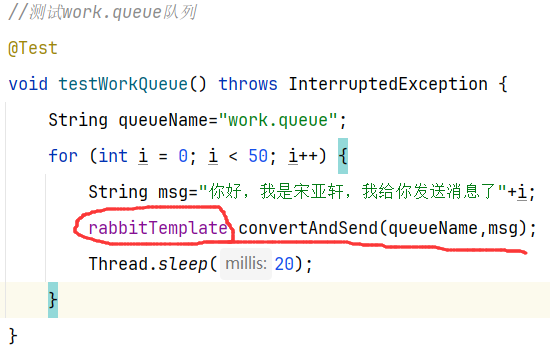 //测试work.queue队列
@Test
void testWorkQueue() throws InterruptedException {
String queueName="work.queue";
for (int i = 0; i < 50; i++) {
String msg="你好，我是宋亚轩，我给你发送消息了"+i;
rabbitTemplate.convertAndSend(queueName,msg);
Thread.sleep( millis: 20);
}
}